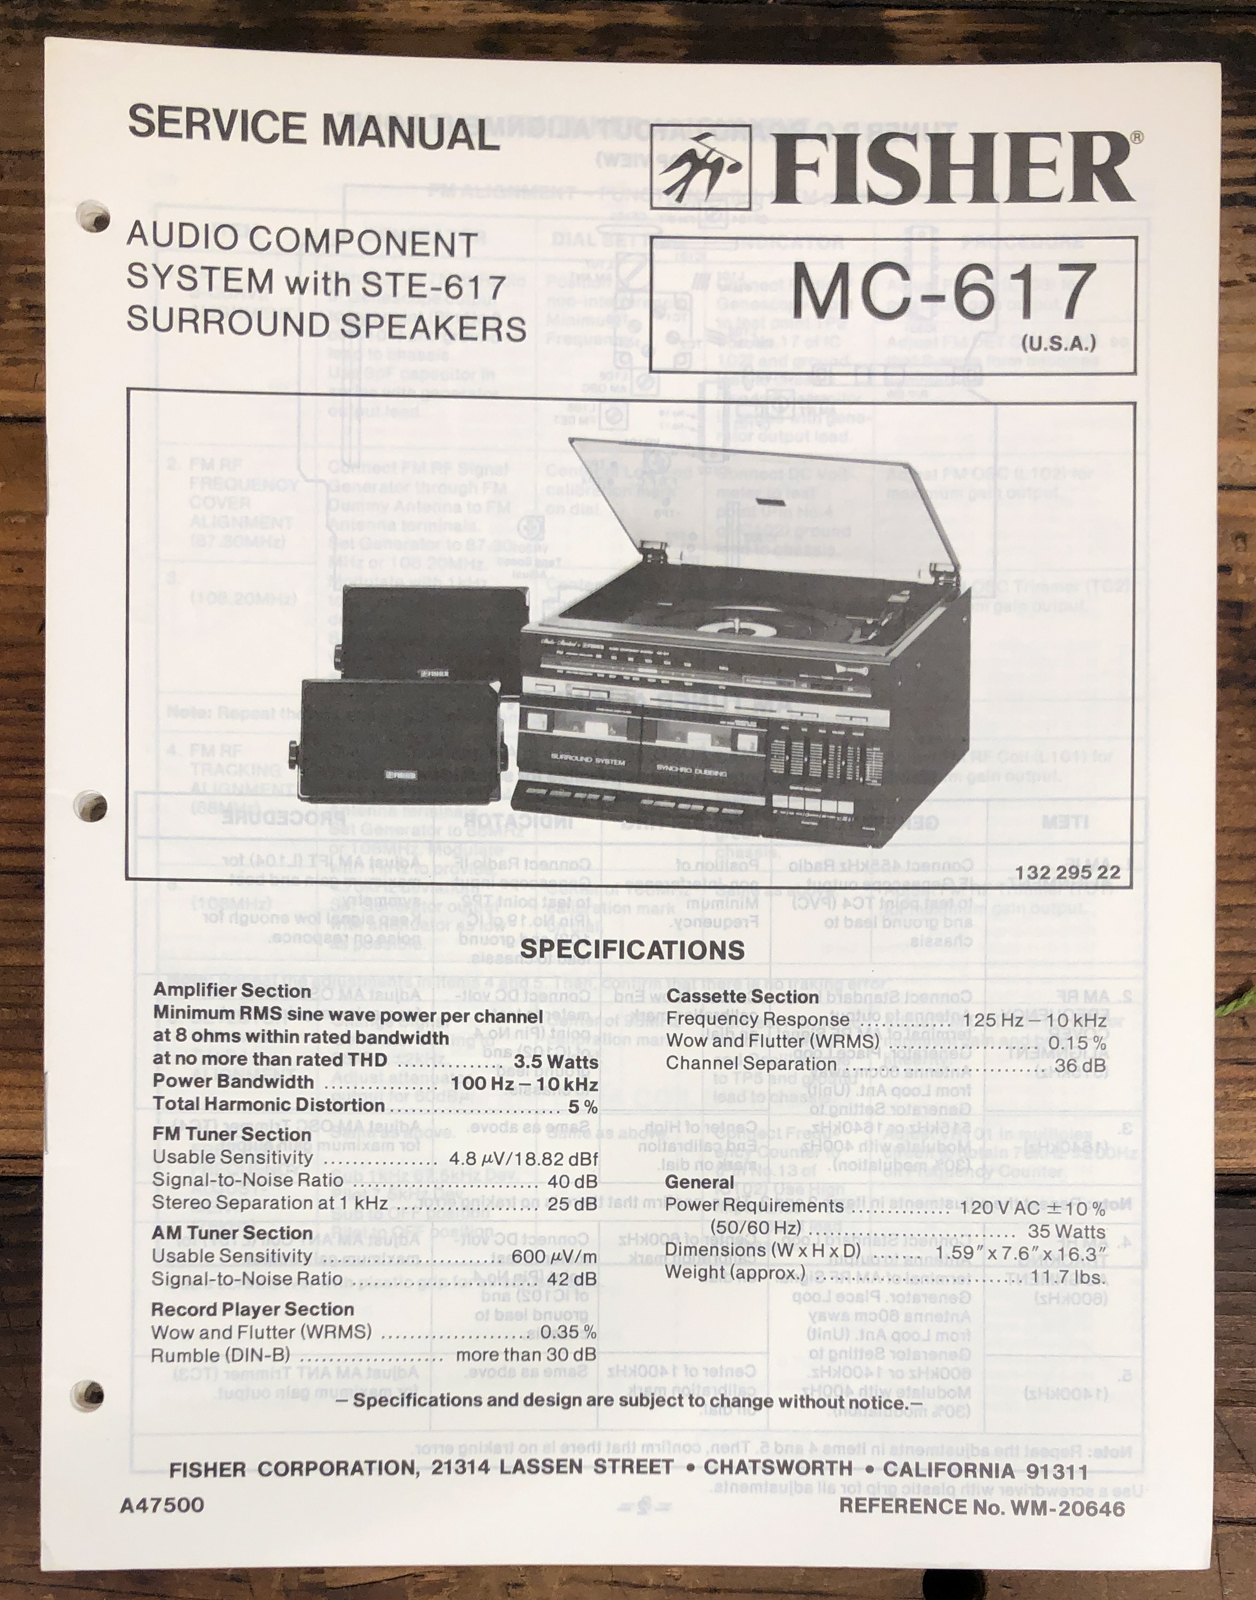 SERVICE MANUAL
FISHER®
AUDIO COMPONENT
SYSTEM with STE-617
SURROUND SPEAKERS
MC-617
(U.S.A.)
FISHER
FISHER
SURROUND SYSTEM
SYNCHRO DUBBING
132 295 22
SPECIFICATIONS
Amplifier Section
Minimum RMS sine wave power per channel
at 8 ohms within rated bandwidth
at no more than rated THD ............... 3.5 Watts
Power Bandwidth ................ 100 Hz – 10 kHz
Total Harmonic Distortion ....................... 5 %
FM Tuner Section
Usable Sensitivity ............... 4.8 µV/18.82 dBf
Signal-to-Noise Ratio ........................ 40 dB
Stereo Separation at 1 kHz .................. 25 dB
AM Tuner Section
Usable Sensitivity ........................ 600 µV/m
Signal-to-Noise Ratio ........................ 42 dB
Record Player Section
Wow and Flutter (WRMS) .................... 0.35 %
Rumble (DIN-B) .................. more than 30 dB
Cassette Section
Frequency Response ............ 125 Hz – 10 kHz
Wow and Flutter (WRMS) .................... 0.15 %
Channel Separation .......................... 36 dB
General
Power Requirements .............. 120 V AC ±10 %
(50/60 Hz) .......................... 35 Watts
Dimensions (W x H x D) ....... 1.59″ x 7.6″ x 16.3″
Weight (approx.) ........................... 11.7 lbs.
– Specifications and design are subject to change without notice.–
FISHER CORPORATION, 21314 LASSEN STREET • CHATSWORTH • CALIFORNIA 91311
A47500
REFERENCE No. WM-20646